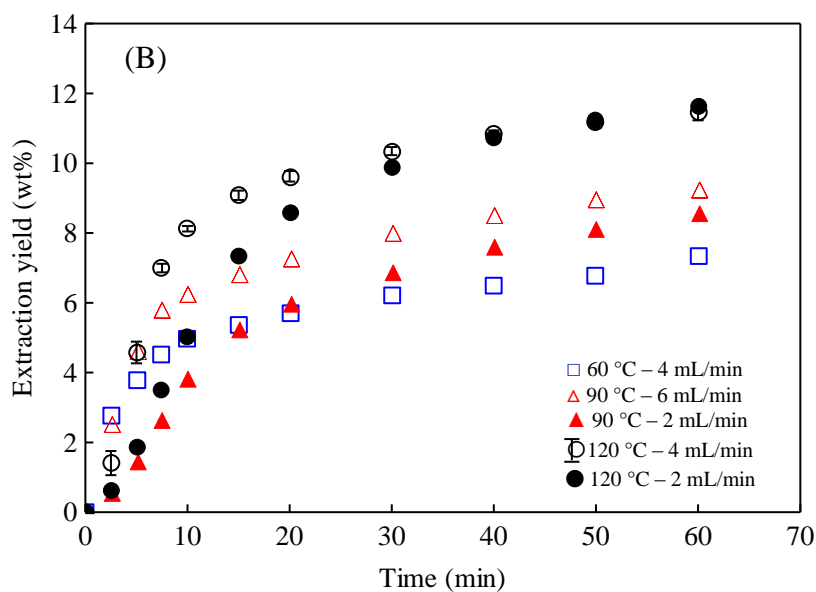 (B)
Extraction yield (wt%)
14
12
10
8
6
4
2
0
60 °C – 4 mL/min
90 °C – 6 mL/min
90 °C – 2 mL/min
120 °C – 4 mL/min
120 °C – 2 mL/min
0 10 20 30 40 50 60 70
Time (min)